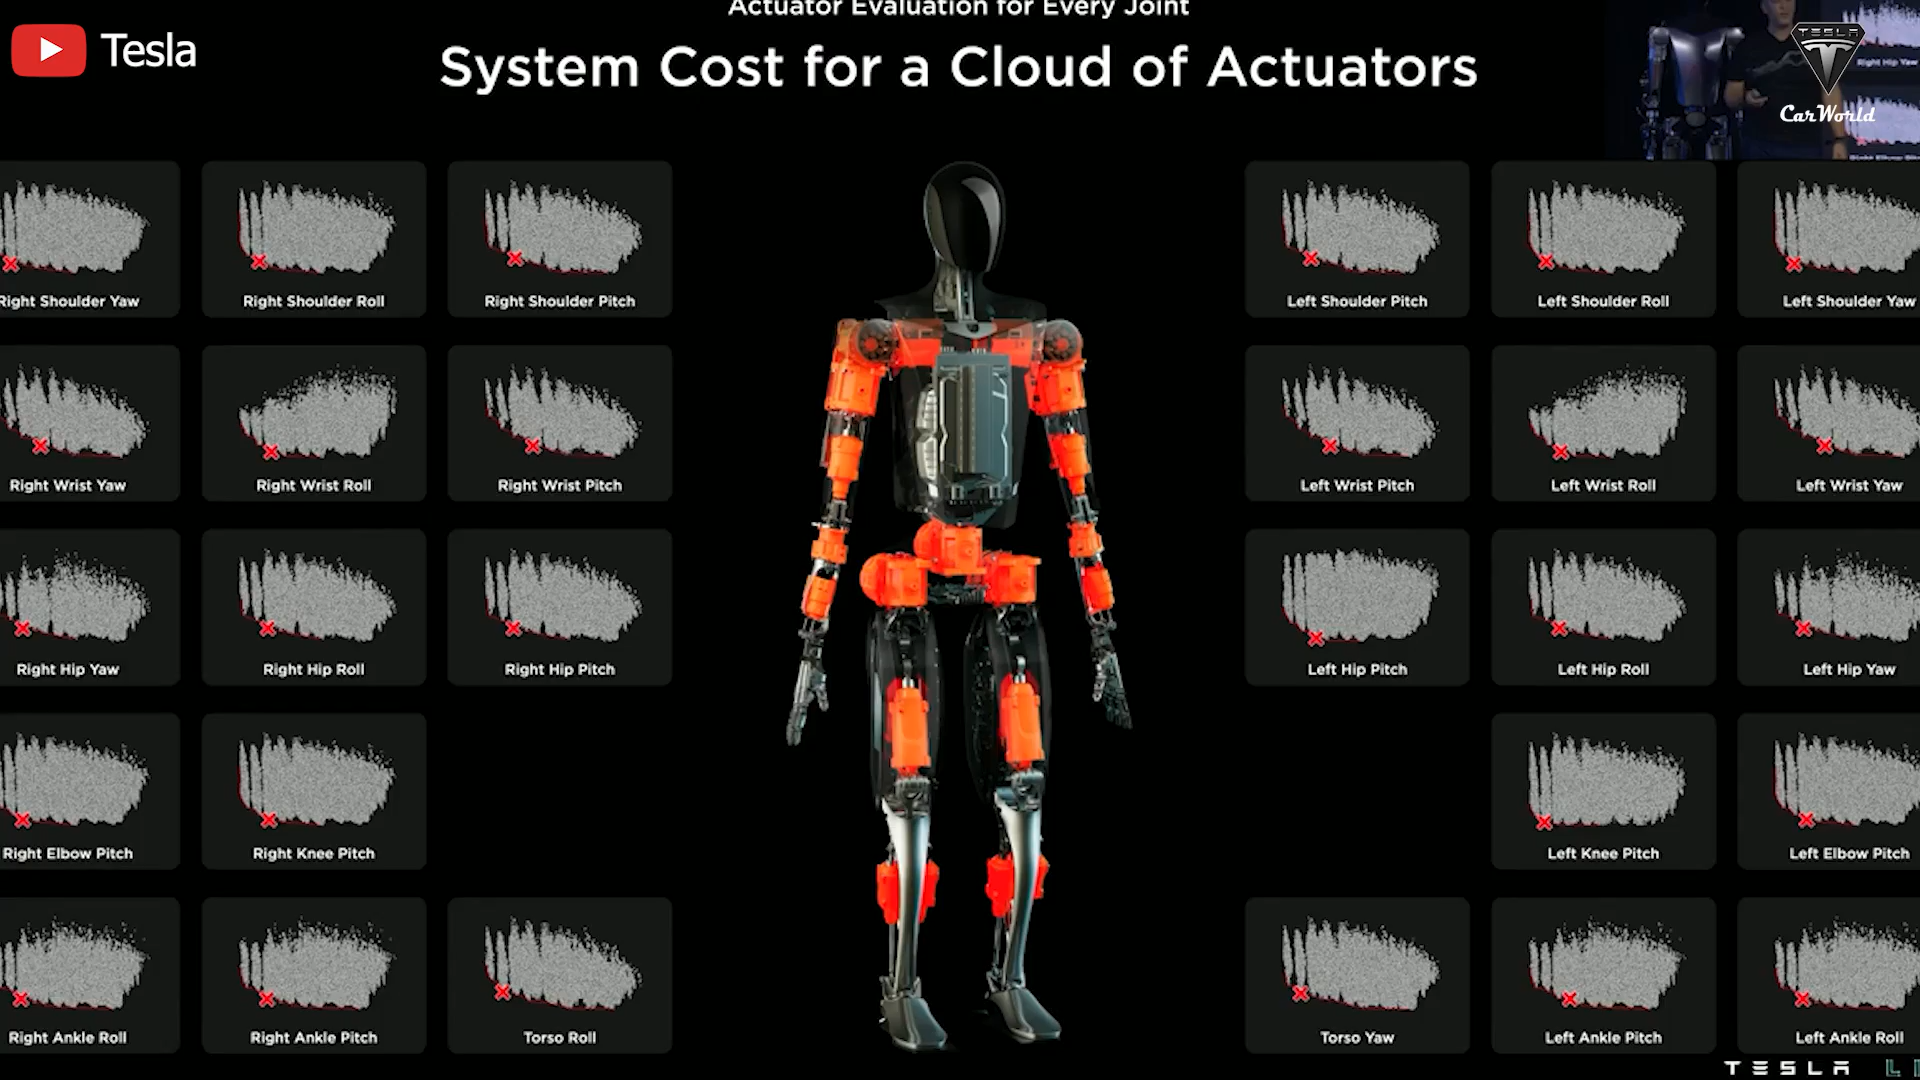 Actuator Evaluation for Every Joint
Tesla
System Cost for a Cloud of Actuators
TESLA
Right Hip Yaw
CarWorld
Right Shoulder Yaw
Right Shoulder Roll
Right Shoulder Pitch
Left Shoulder Pitch
Left Shoulder Roll
Left Shoulder Yaw
Right Wrist Yaw
Right Wrist Roll
Right Wrist Pitch
Left Wrist Pitch
Left Wrist Roll
Left Wrist Yaw
Right Hip Yaw
Right Hip Roll
Right Hip Pitch
Left Hip Pitch
Left Hip Roll
Left Hip Yaw
Right Elbow Pitch
Right Knee Pitch
Left Knee Pitch
Left Elbow Pitch
Right Ankle Roll
Right Ankle Pitch
Torso Roll
Torso Yaw
Left Ankle Pitch
Left Ankle Roll
TESLA